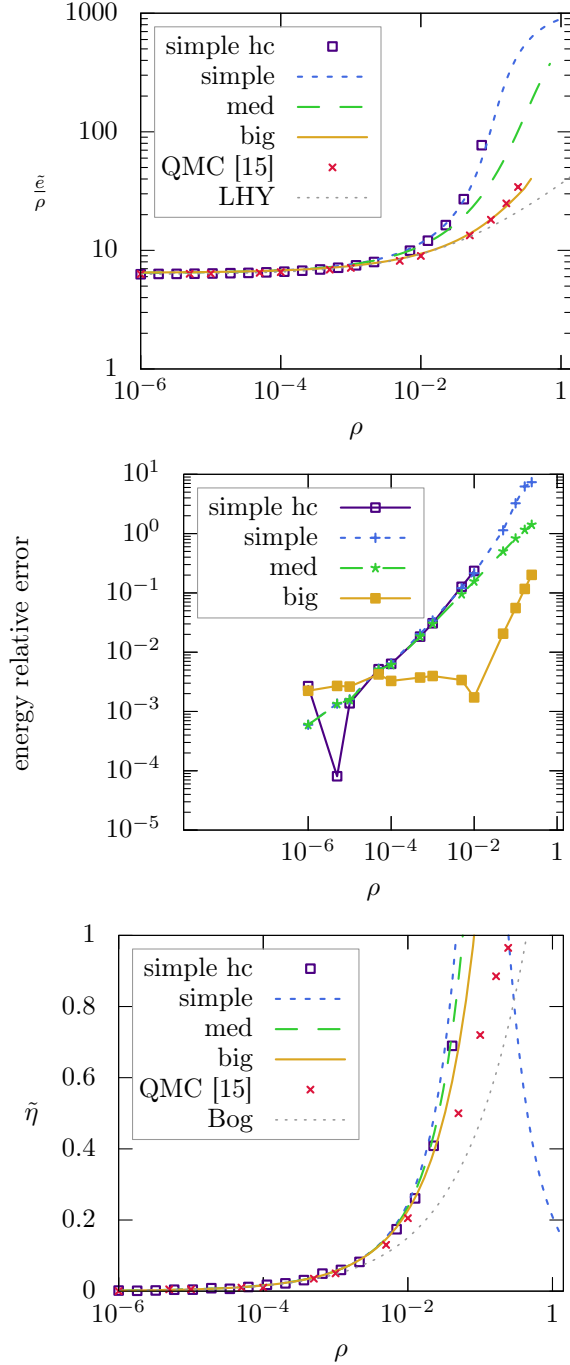 1000
100
10
1
10^{-6}
10^{-4}
10^{-2}
1
ẽ/ρ
ρ
simple hc
simple
med
big
QMC [15]
LHY
10^1
10^0
10^{-1}
10^{-2}
10^{-3}
10^{-4}
10^{-5}
10^{-6}
10^{-4}
10^{-2}
1
energy relative error
ρ
simple hc
simple
med
big
1
0.8
0.6
0.4
0.2
0
10^{-6}
10^{-4}
10^{-2}
1
η̃
ρ
simple hc
simple
med
big
QMC [15]
Bog